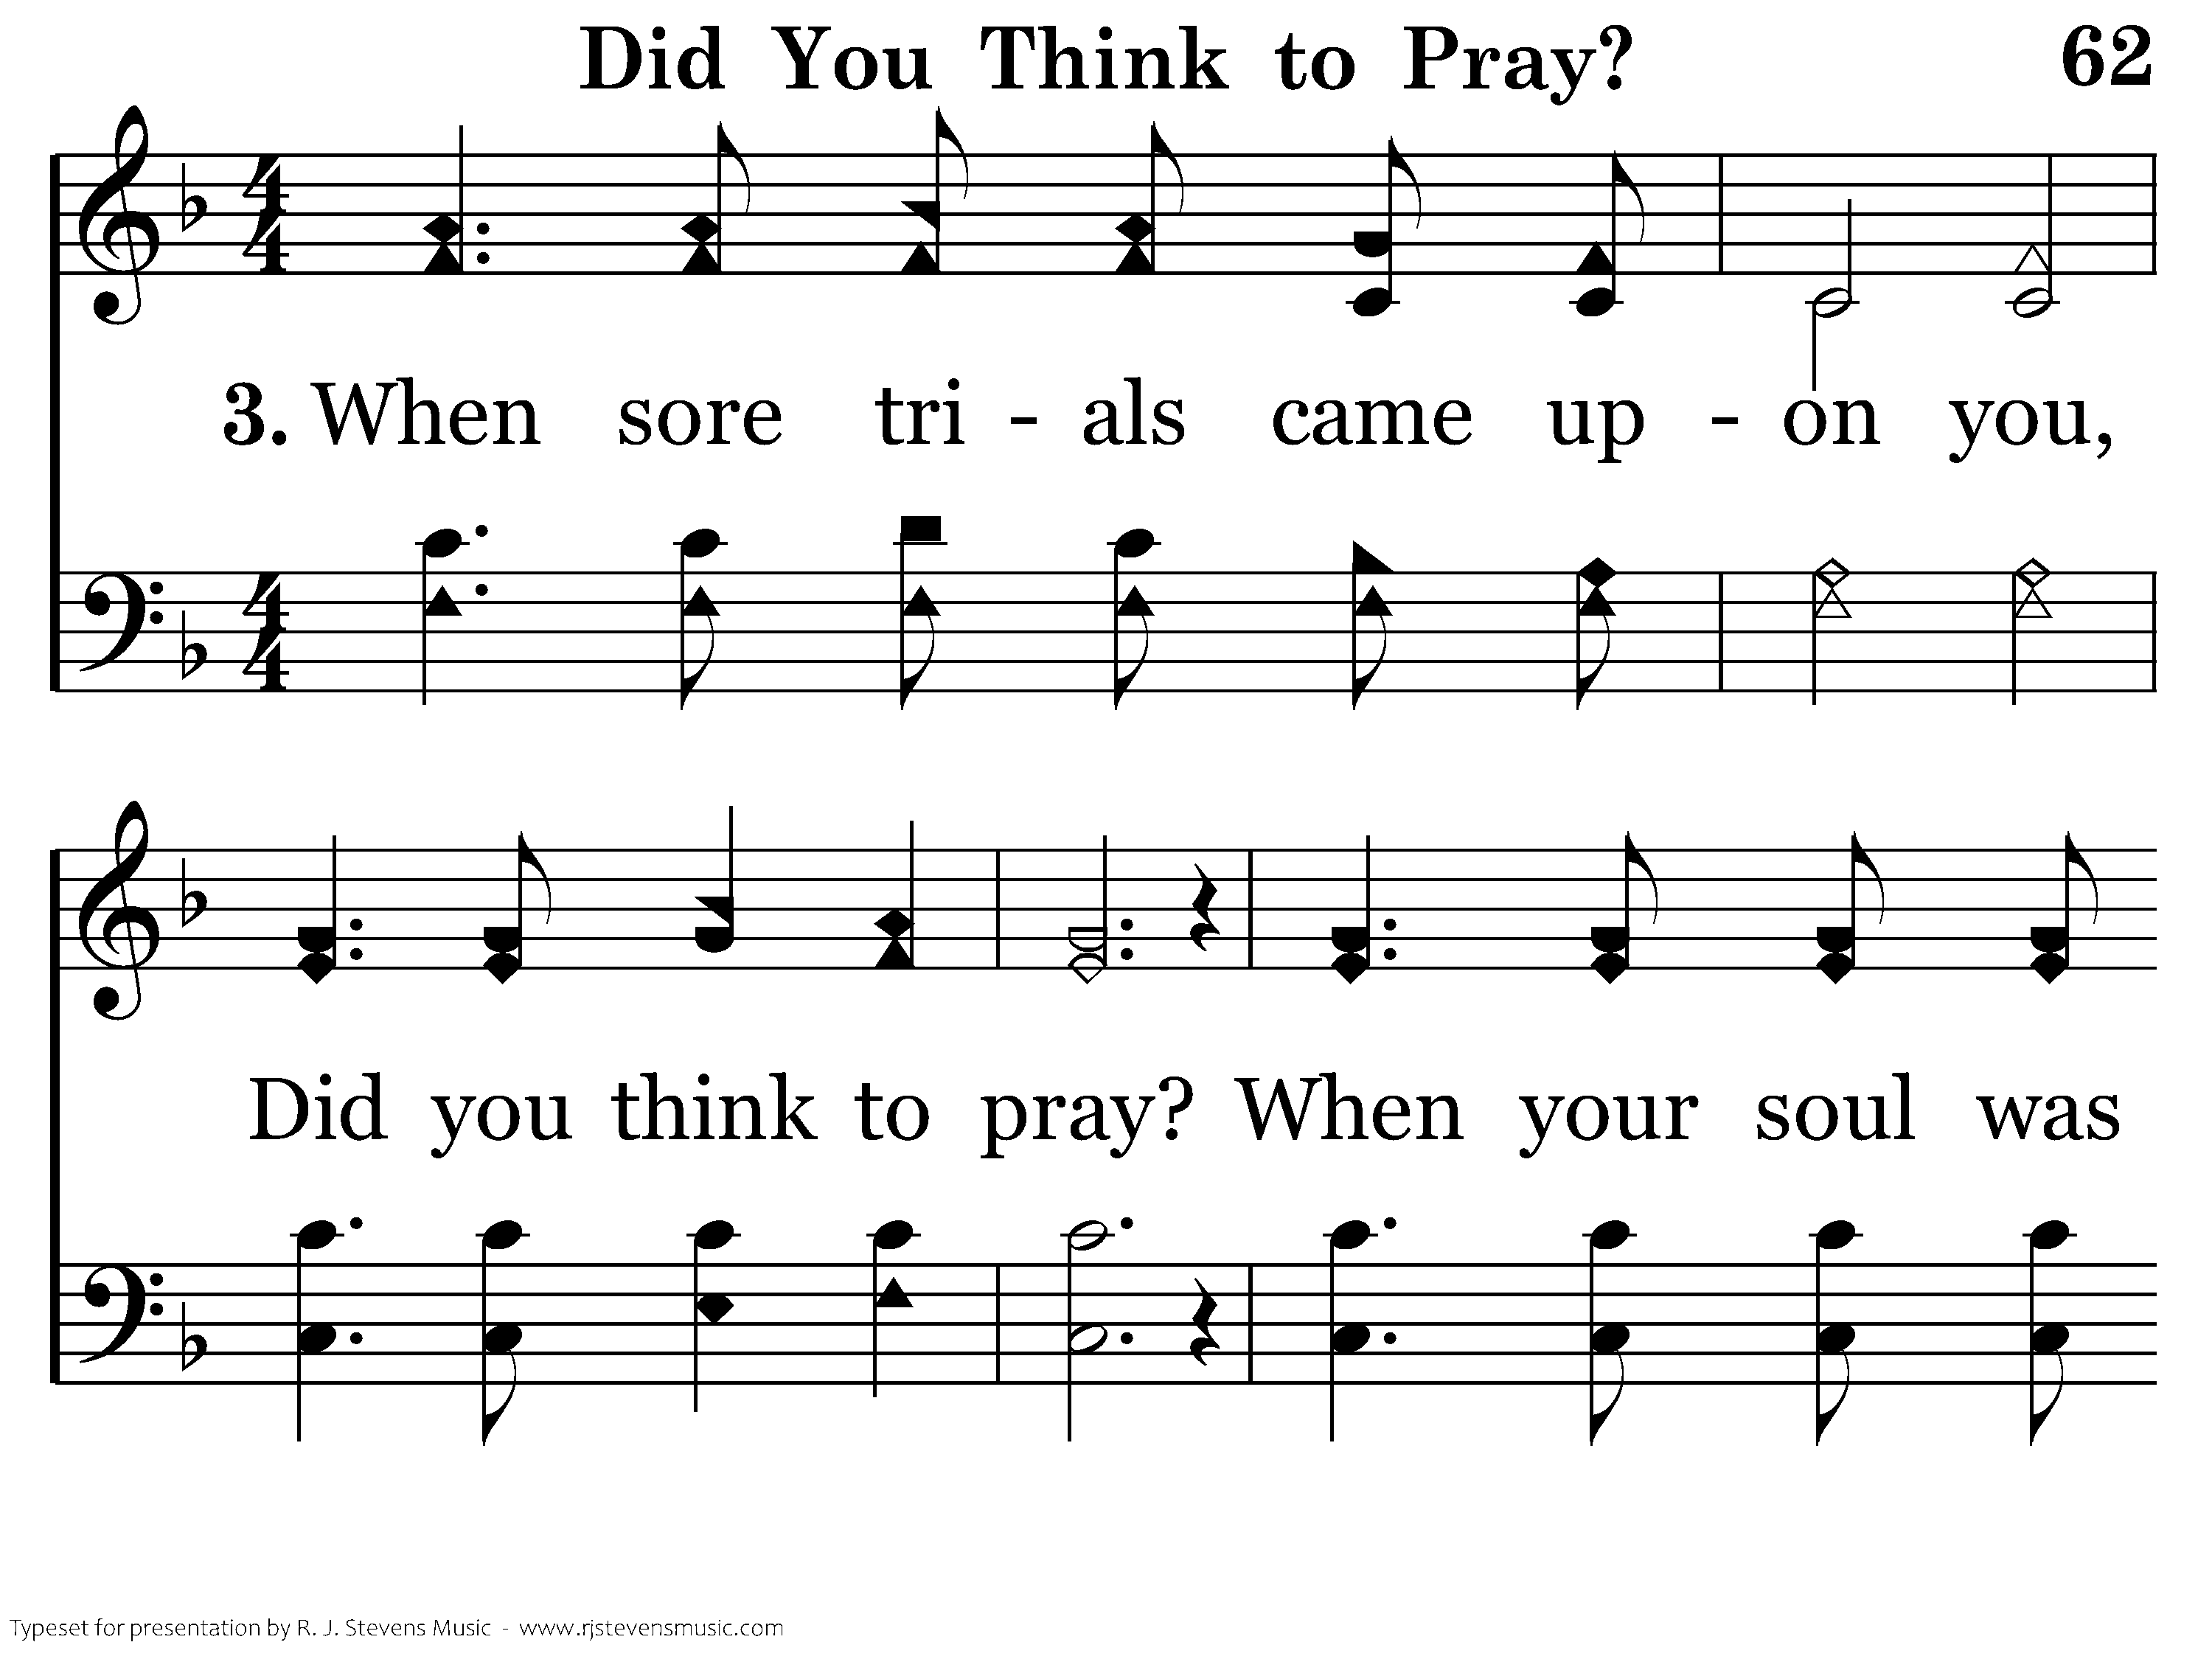 Did You Think to Pray? 62
3. When sore tri - als came up - on you,
Did you think to pray? When your soul was
Typeset for presentation by R. J. Stevens Music - www.rjstevensmusic.com